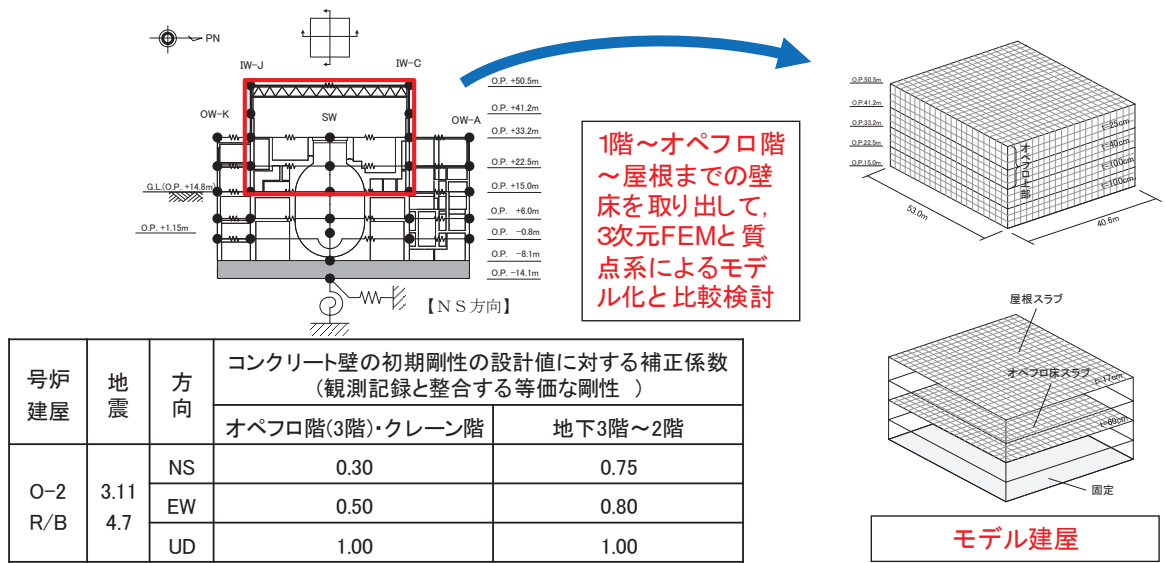 PN
IW-J
IW-C
OW-K
SW
OW-A
O.P. +50.5m
O.P. +41.2m
O.P. +33.2m
O.P. +22.5m
O.P. +15.0m
O.P. +6.0m
O.P. -0.8m
O.P. -8.1m
O.P. -14.1m
G.L.(O.P. +14.8m)
O.P. +1.15m
【NS方向】
1階～オペフロ階
～屋根までの壁
床を取り出して,
3次元FEMと質
点系によるモデ
ル化と比較検討
O.P.50.5m
O.P.41.2m
O.P.33.2m
O.P.22.5m
O.P.15.0m
オペフロ上部
t=25cm
t=40cm
t=100cm
t=100cm
53.0m
40.6m
屋根スラブ
オペフロ床スラブ
t=17cm
t=60cm
固定
モデル建屋
号炉
建屋
地
震
方
向
コンクリート壁の初期剛性の設計値に対する補正係数
(観測記録と整合する等価な剛性 )
オペフロ階(3階)・クレーン階
地下3階～2階
O-2
R/B
3.11
4.7
NS 0.30 0.75
EW 0.50 0.80
UD 1.00 1.00